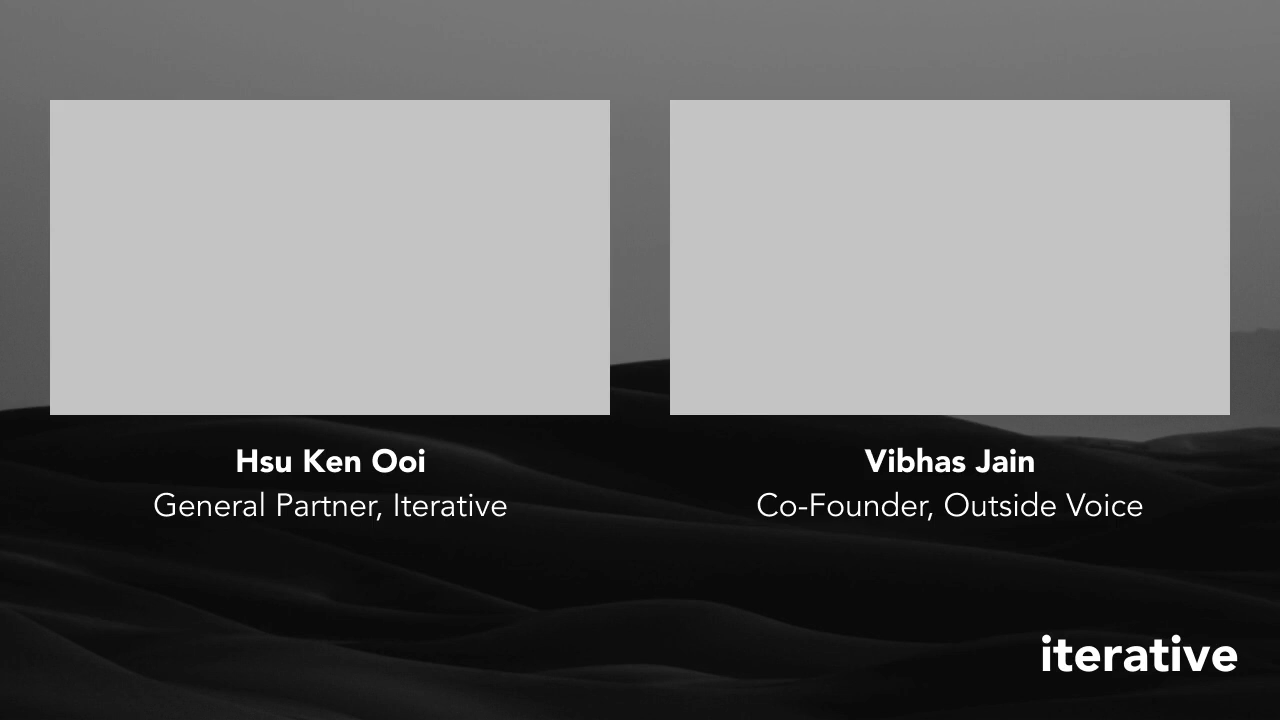 Hsu Ken Ooi
General Partner, Iterative
Vibhas Jain
Co-Founder, Outside Voice
iterative